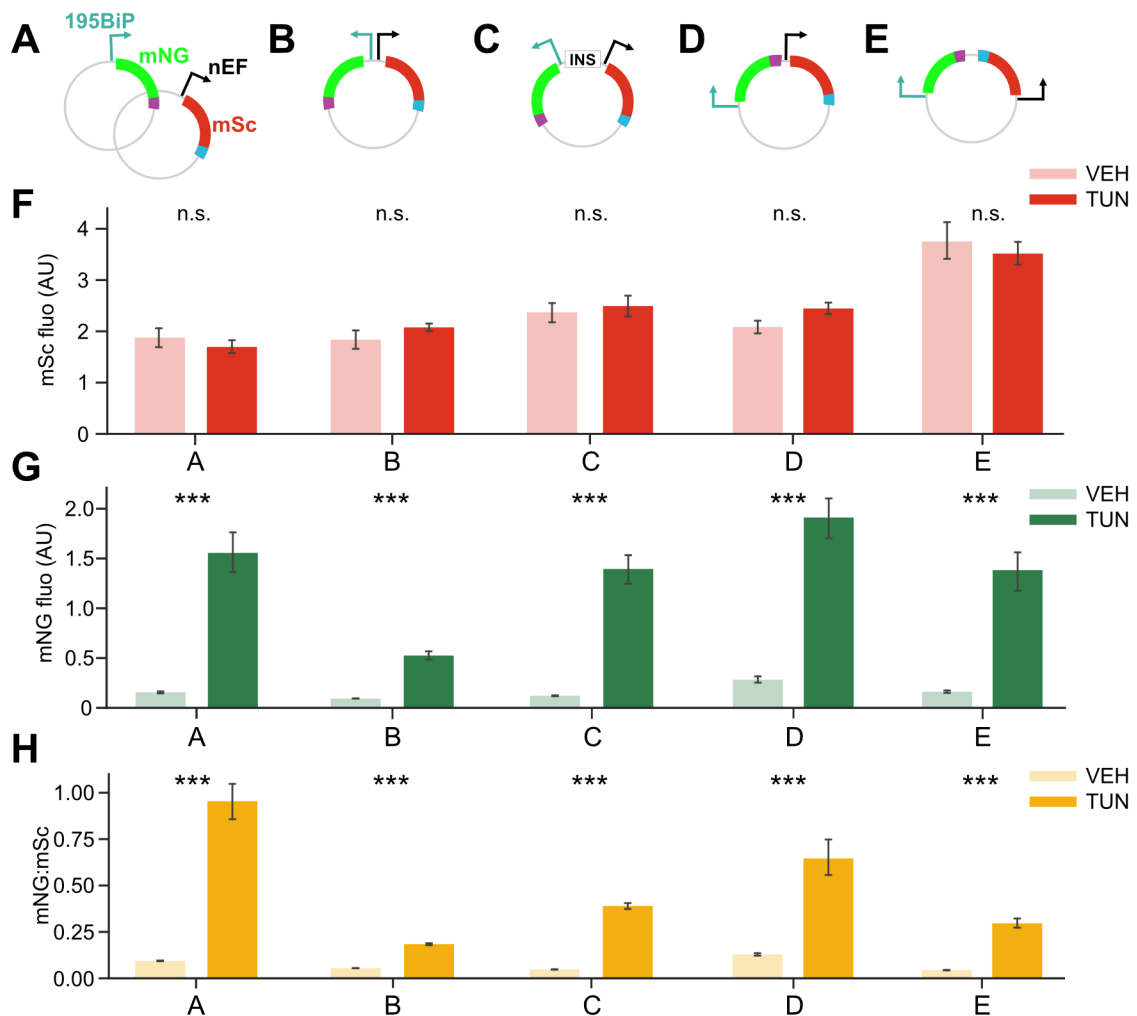 A B C D E
195BiP
mNG
nEF
mSc
INS
F
VEH
TUN
n.s. n.s. n.s. n.s. n.s.
mSc fluo (AU)
4
3
2
1
0
A B C D E
G
VEH
TUN
*** *** *** *** ***
mNG fluo (AU)
2.0
1.5
1.0
0.5
0
A B C D E
H
VEH
TUN
*** *** *** *** ***
mNG:mSc
1.00
0.75
0.50
0.25
0.00
A B C D E